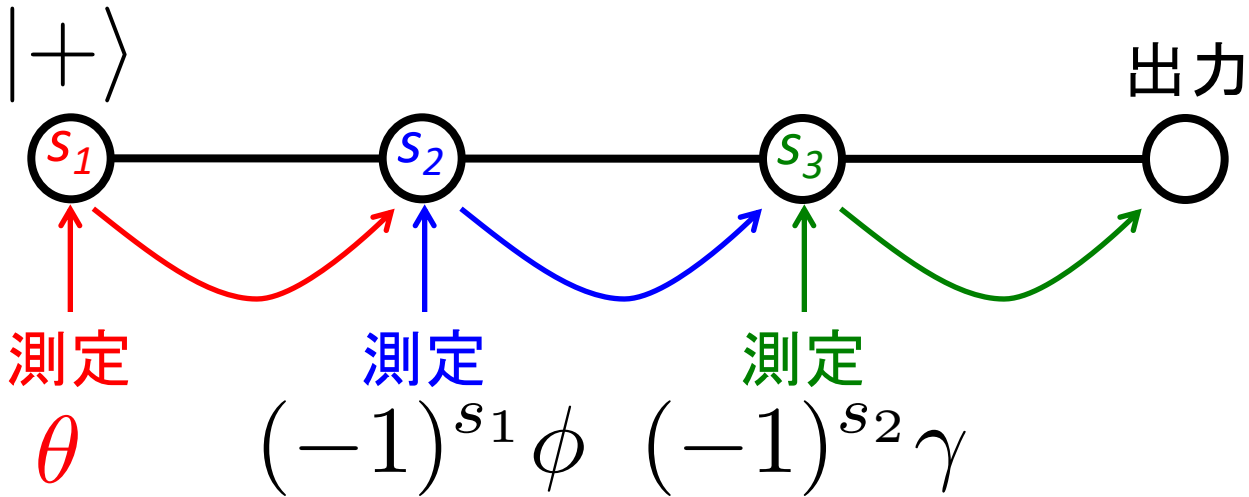 |+⟩
出力
s₁ s₂ s₃
測定 測定 測定
θ (−1)^{s₁}ϕ (−1)^{s₂}γ